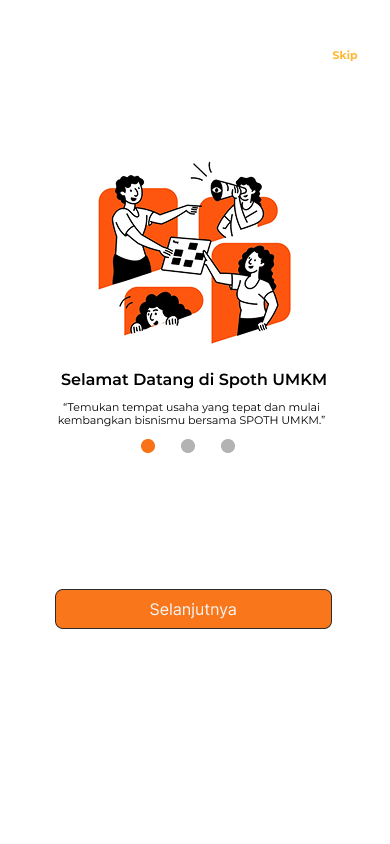 Skip
Selamat Datang di Spoth UMKM
“Temukan tempat usaha yang tepat dan mulai
kembangkan bisnismu bersama SPOTH UMKM.”
Selanjutnya